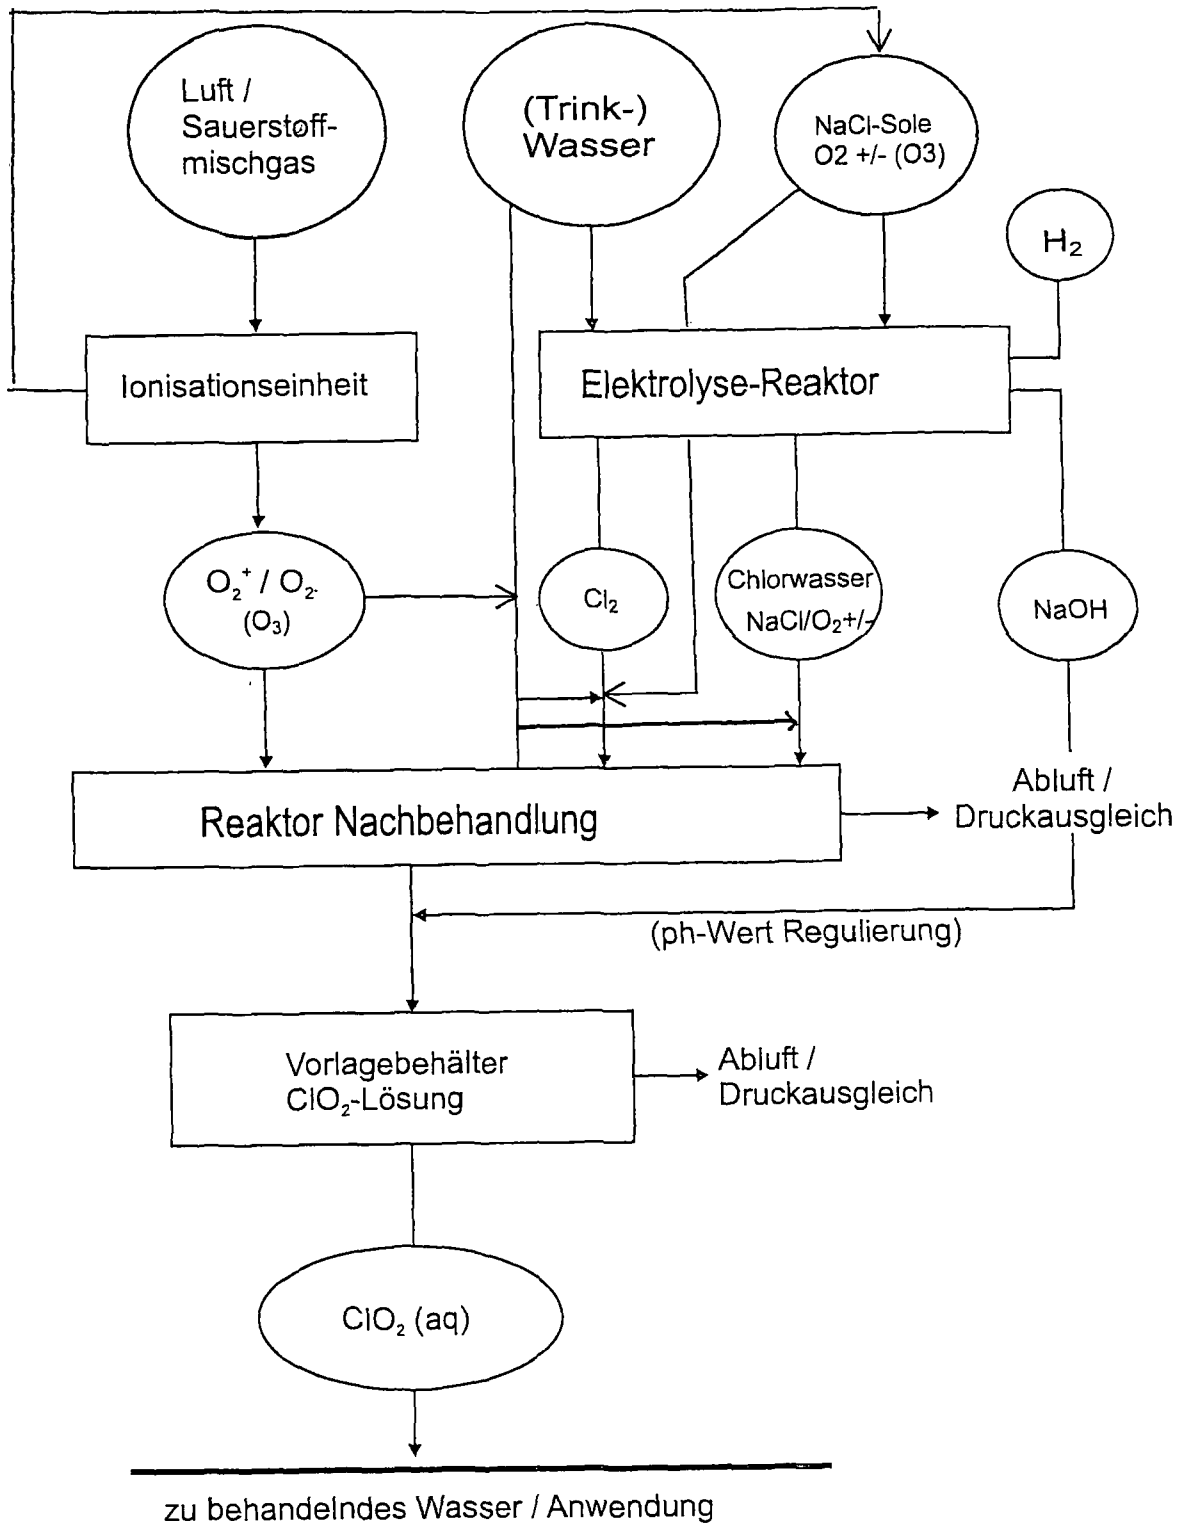 Luft /
Sauerstoff-
mischgas
(Trink-)
Wasser
NaCl-Sole
O2 +/- (O3)
H₂
Ionisationseinheit
Elektrolyse-Reaktor
O₂⁺ / O₂-
(O₃)
Cl₂
Chlorwasser
NaCl/O₂+/-
NaOH
Reaktor Nachbehandlung
Abluft /
Druckausgleich
(ph-Wert Regulierung)
Vorlagebehälter
ClO₂-Lösung
Abluft /
Druckausgleich
ClO₂ (aq)
zu behandelndes Wasser / Anwendung